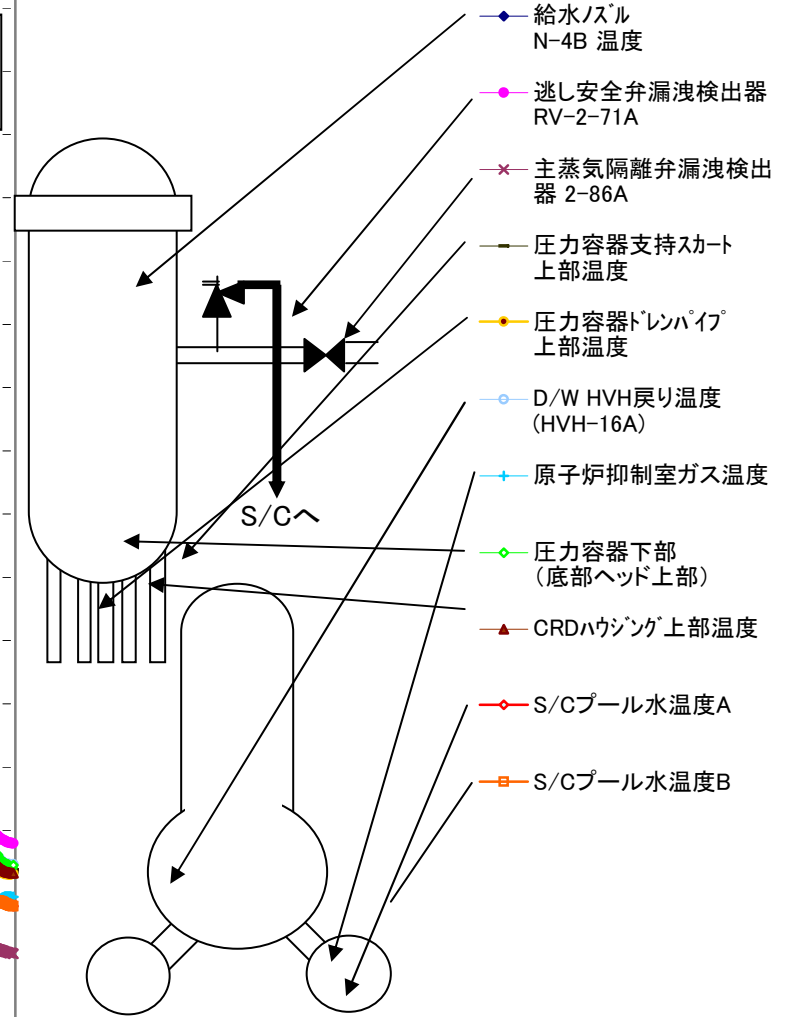 給水ノズル
N-4B 温度
逃し安全弁漏洩検出器
RV-2-71A
主蒸気隔離弁漏洩検出
器 2-86A
圧力容器支持スカート
上部温度
圧力容器ドレンパイプ
上部温度
D/W HVH戻り温度
(HVH-16A)
原子炉抑制室ガス温度
圧力容器下部
（底部ヘッド上部）
CRDハウジング上部温度
S/Cプール水温度A
S/Cプール水温度B
S/Cへ